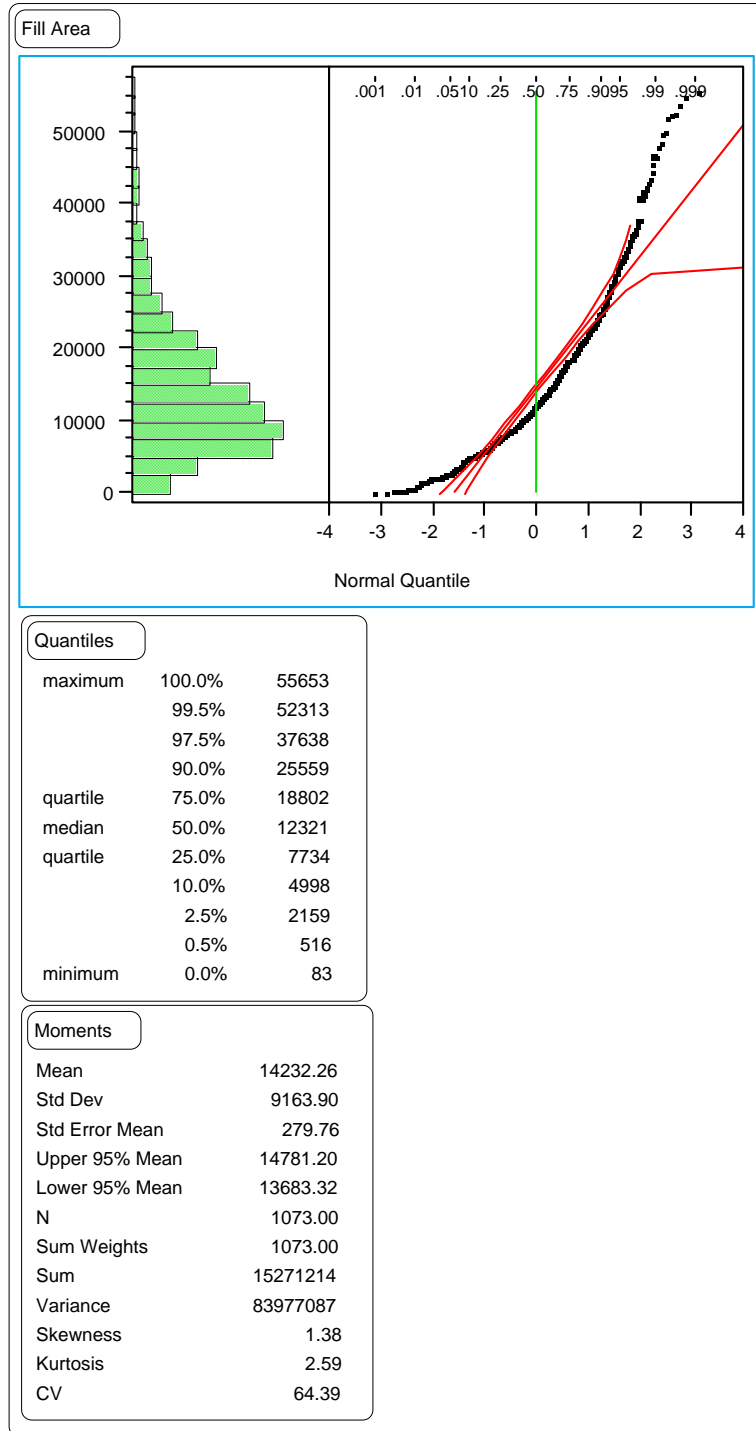 Fill Area
.001 .01 .05 .10 .25 .50 .75 .90 .95 .99 .999
50000
40000
30000
20000
10000
0
-4 -3 -2 -1 0 1 2 3 4
Normal Quantile
Quantiles
maximum 100.0% 55653
99.5% 52313
97.5% 37638
90.0% 25559
quartile 75.0% 18802
median 50.0% 12321
quartile 25.0% 7734
10.0% 4998
2.5% 2159
0.5% 516
minimum 0.0% 83
Moments
Mean 14232.26
Std Dev 9163.90
Std Error Mean 279.76
Upper 95% Mean 14781.20
Lower 95% Mean 13683.32
N 1073.00
Sum Weights 1073.00
Sum 15271214
Variance 83977087
Skewness 1.38
Kurtosis 2.59
CV 64.39